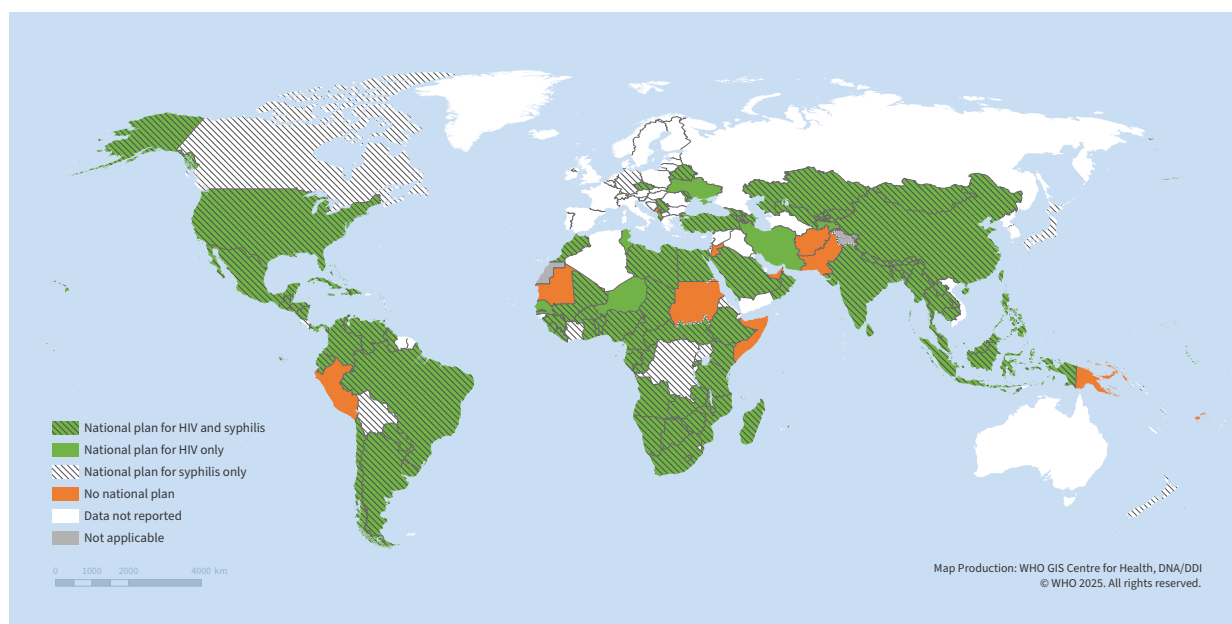 National plan for HIV and syphilis
National plan for HIV only
National plan for syphilis only
No national plan
Data not reported
Not applicable
0 1000 2000 4000 km
Map Production: WHO GIS Centre for Health, DNA/DDI
© WHO 2025. All rights reserved.